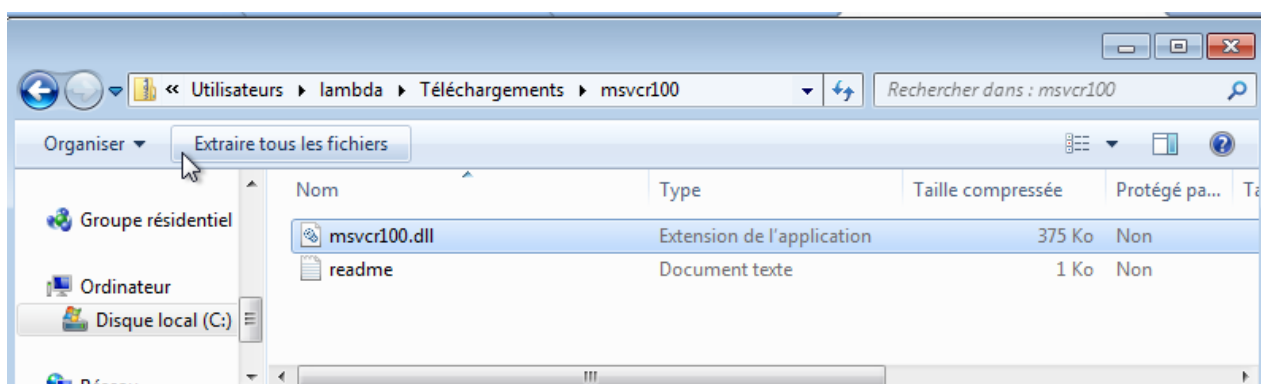 « Utilisateurs ▸ lambda ▸ Téléchargements ▸ msvcr100
Rechercher dans : msvcr100
Organiser
Extraire tous les fichiers
Nom Type Taille compressée Protégé pa... Ta
Groupe résidentiel
msvcr100.dll Extension de l'application 375 Ko Non
readme Document texte 1 Ko Non
Ordinateur
Disque local (C:)